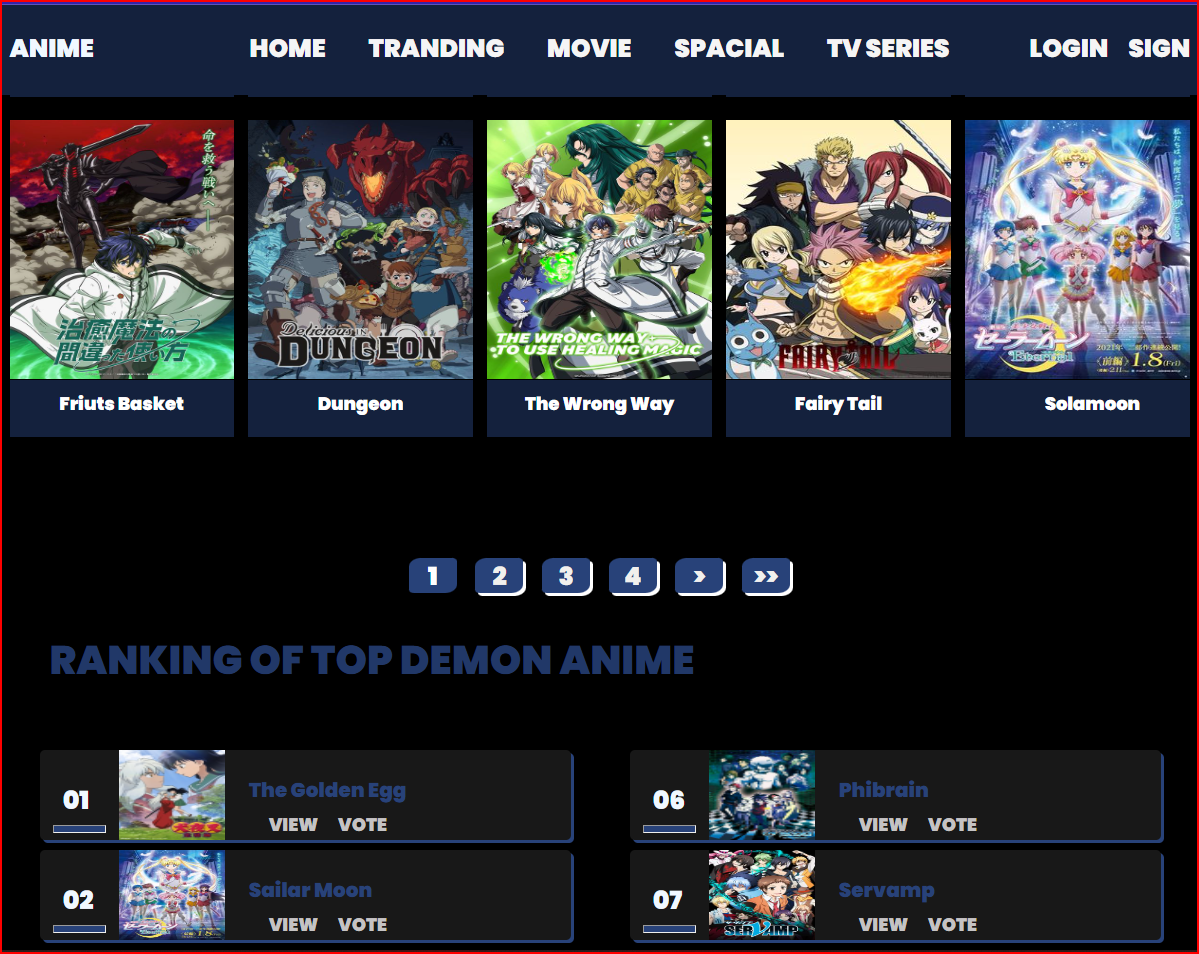 ANIME HOME TRANDING MOVIE SPACIAL TV SERIES LOGIN SIGN
命を救う戦いへ
治癒魔法の
間違った使い方
Delicious IN
DUNGEON
THE WRONG WAY
TO USE HEALING MAGIC
FAIRY TAIL
セーラームーン
Eternal
2021年
二部作連続公開!
《前編》1.8(Fri)
Friuts Basket
Dungeon
The Wrong Way
Fairy Tail
Solamoon
1 2 3 4 › ››
RANKING OF TOP DEMON ANIME
01
The Golden Egg
VIEW VOTE
犬夜叉
06
Phibrain
VIEW VOTE
02
Sailar Moon
VIEW VOTE
07
SERVAMP
Servamp
VIEW VOTE